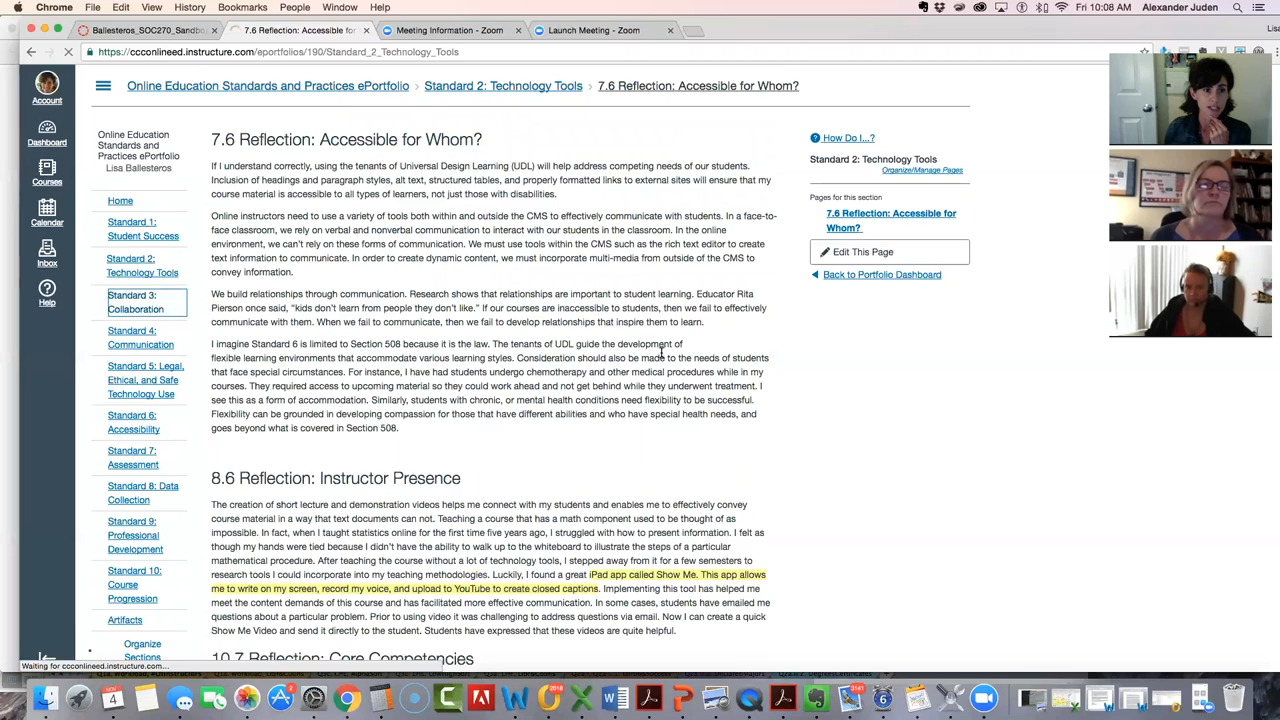 Chrome File Edit View History Bookmarks People Window Help Fri 10:08 AM Alexander Juden
Ballesteros_SOC270_Sandbo 7.6 Reflection: Accessible for Meeting Information - Zoom Launch Meeting - Zoom Lisa
https://ccconlineed.instructure.com/eportfolios/190/Standard_2_Technology_Tools
Account
Dashboard
Courses
Calendar
Inbox
Help
Online Education Standards and Practices ePortfolio › Standard 2: Technology Tools › 7.6 Reflection: Accessible for Whom?
Online Education
Standards and
Practices ePortfolio
Lisa Ballesteros
Home
Standard 1:
Student Success
Standard 2:
Technology Tools
Standard 3:
Collaboration
Standard 4:
Communication
Standard 5: Legal,
Ethical, and Safe
Technology Use
Standard 6:
Accessibility
Standard 7:
Assessment
Standard 8: Data
Collection
Standard 9:
Professional
Development
Standard 10:
Course
Progression
Artifacts
Organize
Sections
7.6 Reflection: Accessible for Whom?
If I understand correctly, using the tenants of Universal Design Learning (UDL) will help address competing needs of our students.
Inclusion of headings and paragraph styles, alt text, structured tables, and properly formatted links to external sites will ensure that my
course material is accessible to all types of learners, not just those with disabilities.
Online instructors need to use a variety of tools both within and outside the CMS to effectively communicate with students. In a face-to-
face classroom, we rely on verbal and nonverbal communication to interact with our students in the classroom. In the online
environment, we can't rely on these forms of communication. We must use tools within the CMS such as the rich text editor to create
text information to communicate. In order to create dynamic content, we must incorporate multi-media from outside of the CMS to
convey information.
We build relationships through communication. Research shows that relationships are important to student learning. Educator Rita
Pierson once said, "kids don't learn from people they don't like." If our courses are inaccessible to students, then we fail to effectively
communicate with them. When we fail to communicate, then we fail to develop relationships that inspire them to learn.
I imagine Standard 6 is limited to Section 508 because it is the law. The tenants of UDL guide the development of
flexible learning environments that accommodate various learning styles. Consideration should also be made to the needs of students
that face special circumstances. For instance, I have had students undergo chemotherapy and other medical procedures while in my
courses. They required access to upcoming material so they could work ahead and not get behind while they underwent treatment. I
see this as a form of accommodation. Similarly, students with chronic, or mental health conditions need flexibility to be successful.
Flexibility can be grounded in developing compassion for those that have different abilities and who have special health needs, and
goes beyond what is covered in Section 508.
8.6 Reflection: Instructor Presence
The creation of short lecture and demonstration videos helps me connect with my students and enables me to effectively convey
course material in a way that text documents can not. Teaching a course that has a math component used to be thought of as
impossible. In fact, when I taught statistics online for the first time five years ago, I struggled with how to present information. I felt as
though my hands were tied because I didn't have the ability to walk up to the whiteboard to illustrate the steps of a particular
mathematical procedure. After teaching the course without a lot of technology tools, I stepped away from it for a few semesters to
research tools I could incorporate into my teaching methodologies. Luckily, I found a great iPad app called Show Me. This app allows
me to write on my screen, record my voice, and upload to YouTube to create closed captions. Implementing this tool has helped me
meet the content demands of this course and has facilitated more effective communication. In some cases, students have emailed me
questions about a particular problem. Prior to using video it was challenging to address questions via email. Now I can create a quick
Show Me Video and send it directly to the student. Students have expressed that these videos are quite helpful.
10.7 Reflection: Core Competencies
How Do I...?
Standard 2: Technology Tools
Organize/Manage Pages
Pages for this section
7.6 Reflection: Accessible for
Whom?
Edit This Page
Back to Portfolio Dashboard
Waiting for ccconlineed.instructure.com...